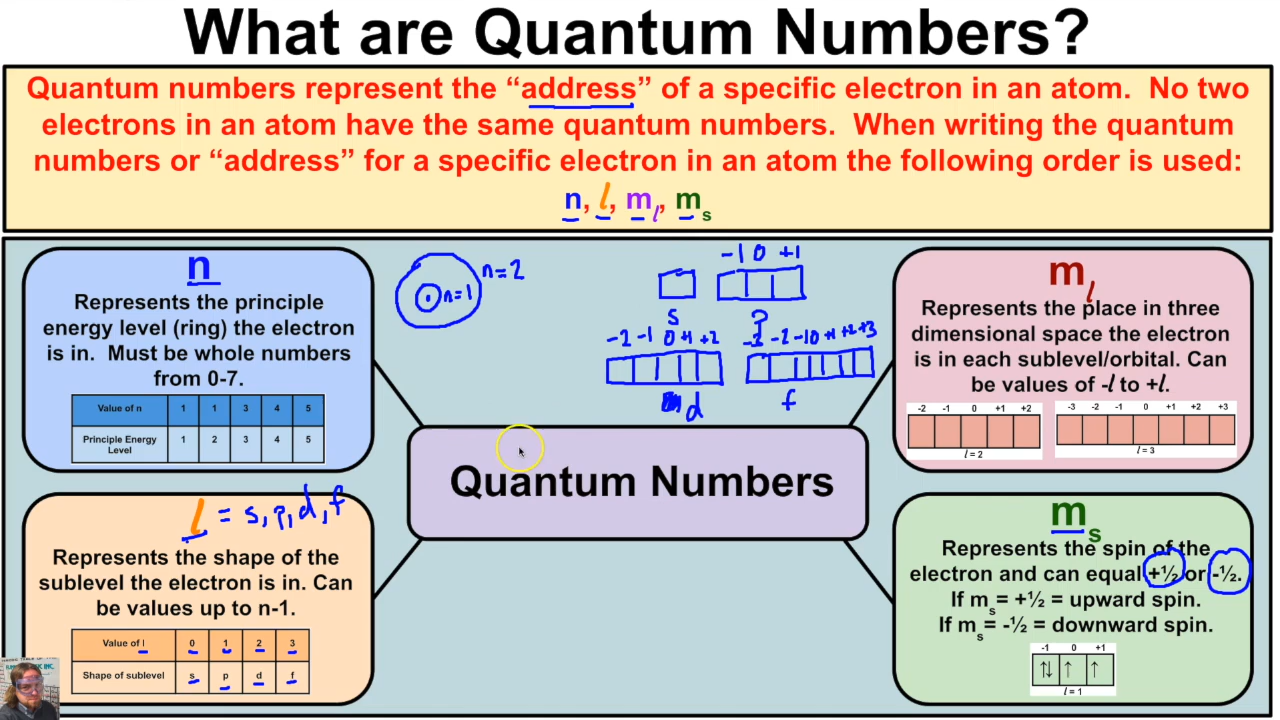 What are Quantum Numbers?
Quantum numbers represent the “address” of a specific electron in an atom. No two
electrons in an atom have the same quantum numbers. When writing the quantum
numbers or “address” for a specific electron in an atom the following order is used:
n, l, m l, m s
n
Represents the principle
energy level (ring) the electron
is in. Must be whole numbers
from 0-7.
Value of n 1 1 3 4 5
Principle Energy
Level 1 2 3 4 5
n=2
n=1
-1 0 +1
s p
-2 -1 0 +1 +2
-3 -2 -1 0 +1 +2 +3
d f
m l
Represents the place in three
dimensional space the electron
is in each sublevel/orbital. Can
be values of -l to +l.
-2 -1 0 +1 +2
l = 2
-3 -2 -1 0 +1 +2 +3
l = 3
Quantum Numbers
l = s, p, d, f
Represents the shape of the
sublevel the electron is in. Can
be values up to n-1.
Value of l 0 1 2 3
Shape of sublevel s p d f
m s
Represents the spin of the
electron and can equal +½ or -½.
If m s = +½ = upward spin.
If m s = -½ = downward spin.
-1 0 +1
↑↓ ↑ ↑
l = 1